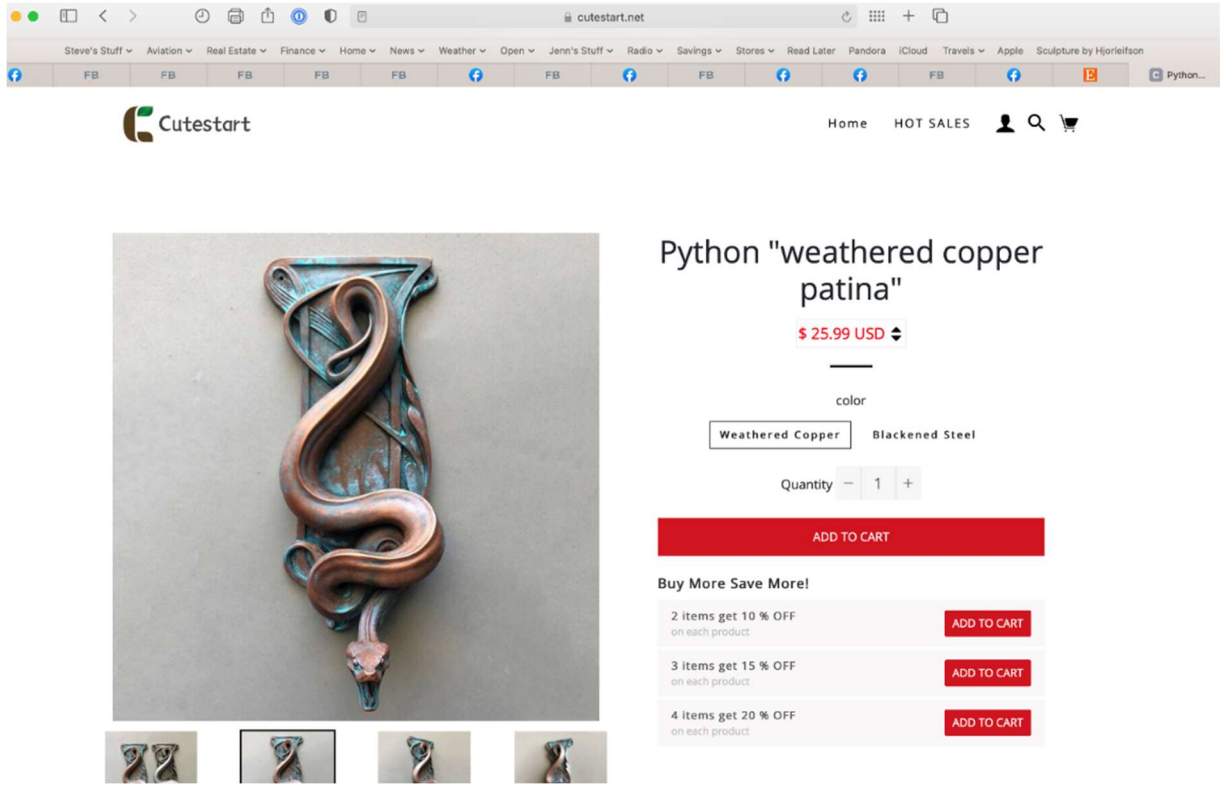 cutestart.net
Steve's Stuff Aviation Real Estate Finance Home News Weather Open Jenn's Stuff Radio Savings Stores Read Later Pandora iCloud Travels Apple Sculpture by Hjorleifson
FB FB FB FB FB FB FB FB E C Python...
Cutestart
Home HOT SALES
Python "weathered copper
patina"
$ 25.99 USD
color
Weathered Copper Blackened Steel
Quantity − 1 +
ADD TO CART
Buy More Save More!
2 items get 10 % OFF
on each product
ADD TO CART
3 items get 15 % OFF
on each product
ADD TO CART
4 items get 20 % OFF
on each product
ADD TO CART